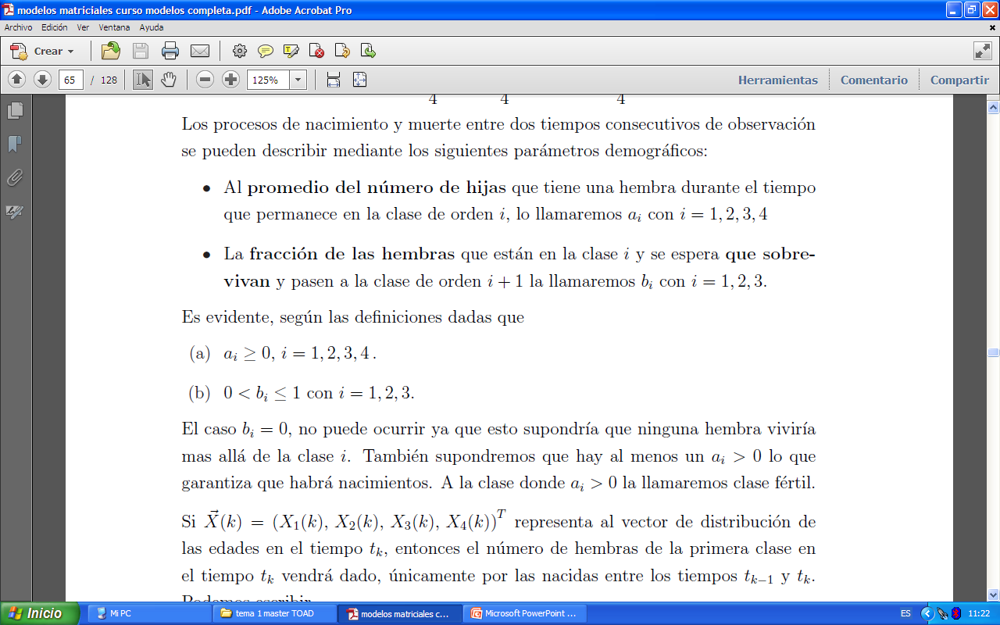 modelos matriciales curso modelos completa.pdf - Adobe Acrobat Pro
Archivo Edición Ver Ventana Ayuda
Crear
65 / 128 125% Herramientas Comentario Compartir
4 4 4
Los procesos de nacimiento y muerte entre dos tiempos consecutivos de observación
se pueden describir mediante los siguientes parámetros demográficos:
• Al promedio del número de hijas que tiene una hembra durante el tiempo
que permanece en la clase de orden i, lo llamaremos a_i con i = 1, 2, 3, 4
• La fracción de las hembras que están en la clase i y se espera que sobre-
vivan y pasen a la clase de orden i + 1 la llamaremos b_i con i = 1, 2, 3.
Es evidente, según las definiciones dadas que
(a) a_i ≥ 0, i = 1, 2, 3, 4 .
(b) 0 < b_i ≤ 1 con i = 1, 2, 3.
El caso b_i = 0, no puede ocurrir ya que esto supondría que ninguna hembra viviría
mas allá de la clase i. También supondremos que hay al menos un a_i > 0 lo que
garantiza que habrá nacimientos. A la clase donde a_i > 0 la llamaremos clase fértil.
Si X⃗(k) = (X_1(k), X_2(k), X_3(k), X_4(k))^T representa al vector de distribución de
las edades en el tiempo t_k, entonces el número de hembras de la primera clase en
el tiempo t_k vendrá dado, únicamente por las nacidas entre los tiempos t_{k−1} y t_k.
Podemos escribir
Inicio Mi PC tema 1 master TOAD modelos matriciales c... Microsoft PowerPoint ... ES 11:22